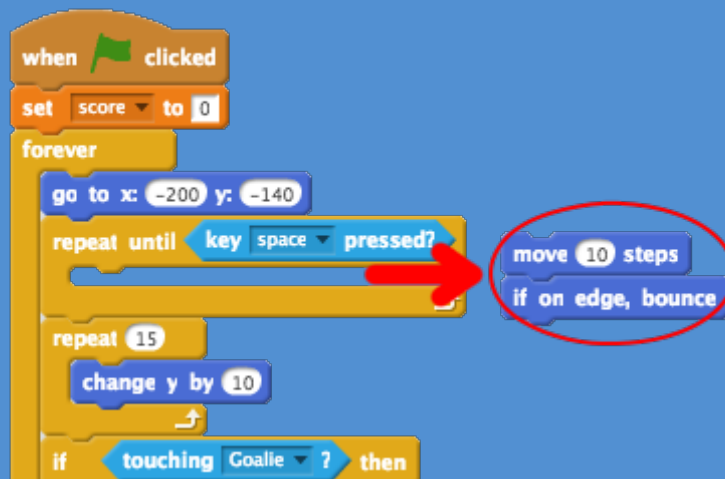 when clicked
set score to 0
forever
go to x: -200 y: -140
repeat until key space pressed?
move 10 steps
if on edge, bounce
repeat 15
change y by 10
if touching Goalie ? then